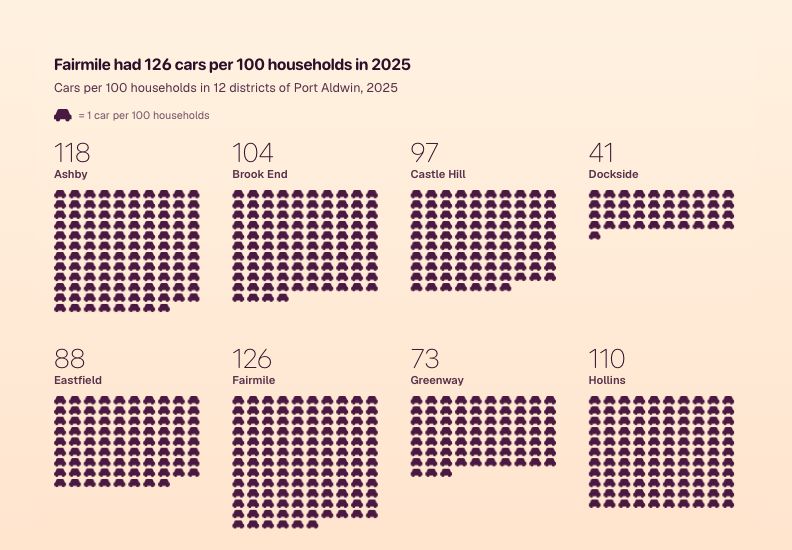 Fairmile had 126 cars per 100 households in 2025
Cars per 100 households in 12 districts of Port Aldwin, 2025
= 1 car per 100 households
118 104 97 41
Ashby Brook End Castle Hill Dockside
88 126 73 110
Eastfield Fairmile Greenway Hollins